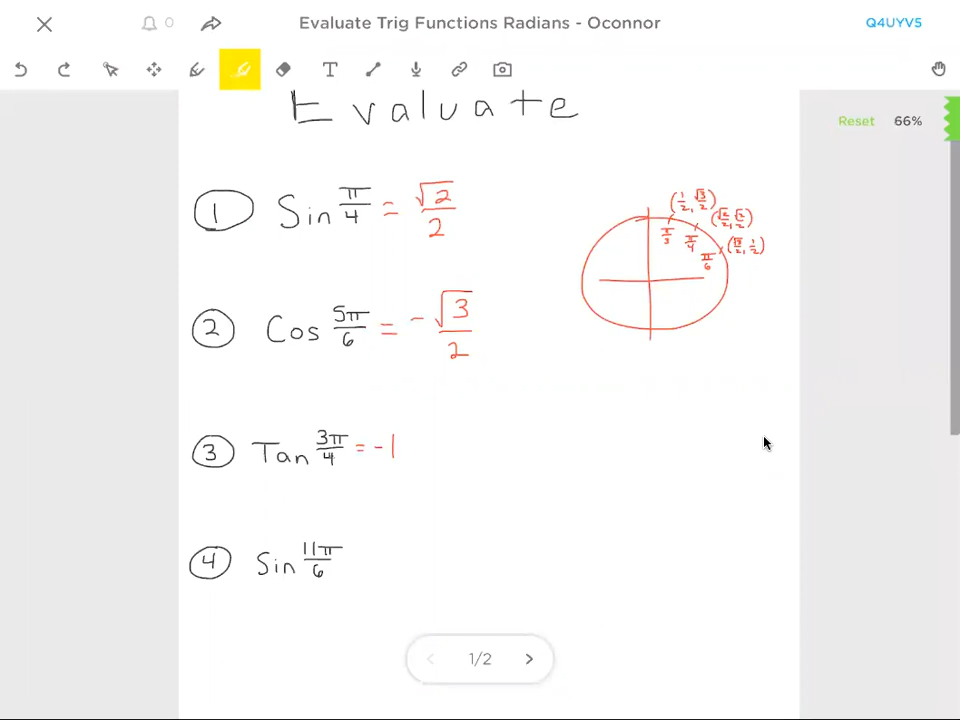 0 Evaluate Trig Functions Radians - Oconnor Q4UYV5
T
Reset 66%
Evaluate
① Sin π/4 = √2/2
(1/2, √3/2)
(√2/2, √2/2)
(√3/2, 1/2)
π/3 π/4 π/6
② Cos 5π/6 = -√3/2
③ Tan 3π/4 = -1
④ Sin 11π/6
1/2